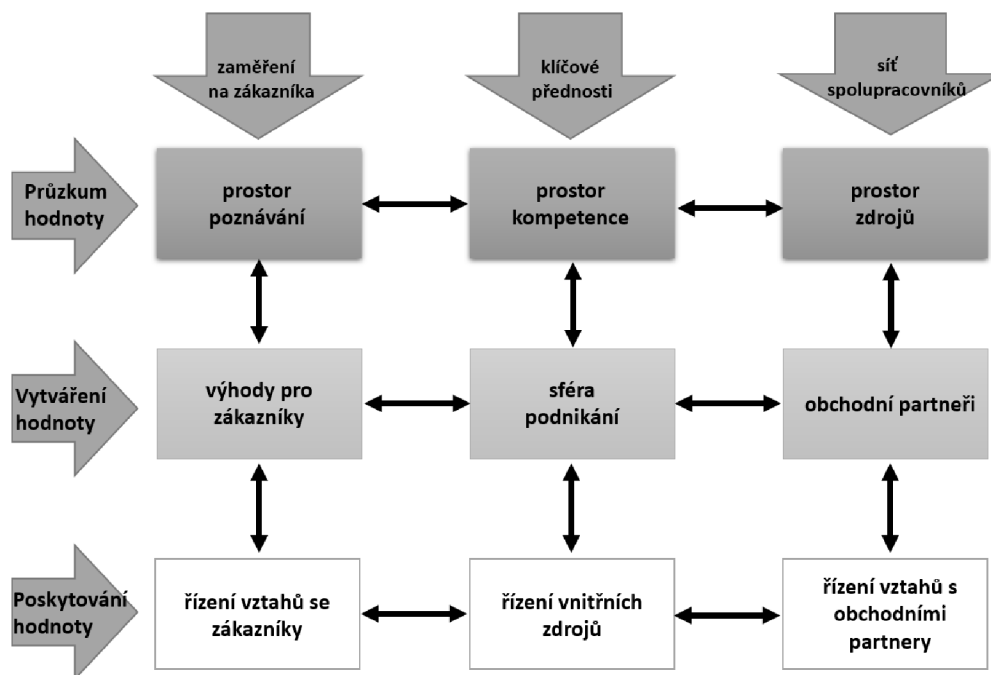 zaměření
na zákazníka
klíčové
přednosti
síť
spolupracovníků
Průzkum
hodnoty
prostor
poznávání
prostor
kompetence
prostor
zdrojů
Vytváření
hodnoty
výhody pro
zákazníky
sféra
podnikání
obchodní partneři
Poskytování
hodnoty
řízení vztahů se
zákazníky
řízení vnitřních
zdrojů
řízení vztahů s
obchodními
partnery